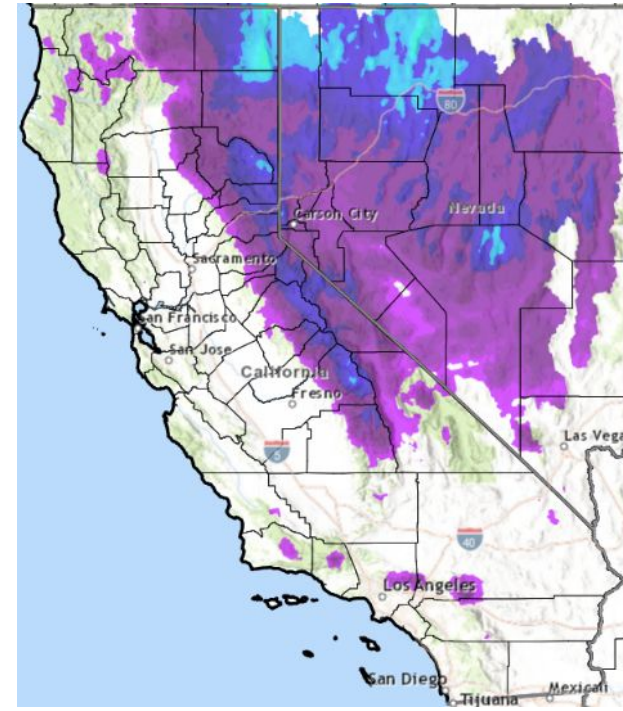 80
Nevada
Carson City
Sacramento
San Francisco
San Jose
California
Fresno
5
Las Vega
40
Los Angeles
San Diego
Tijuana
Mexicali